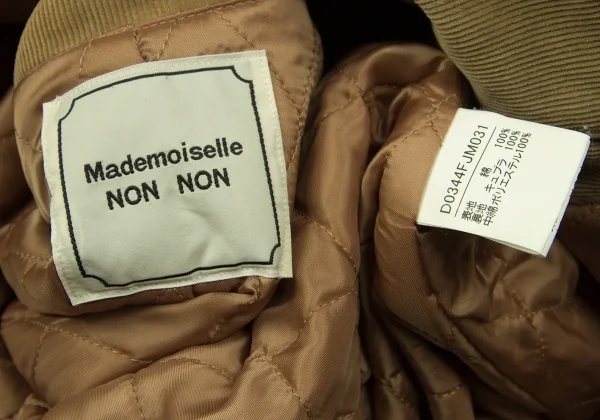 Mademoiselle
NON NON
D0344FJM031
表地 綿 100%
裏地 キュプラ 100%
中綿 ポリエステル100%